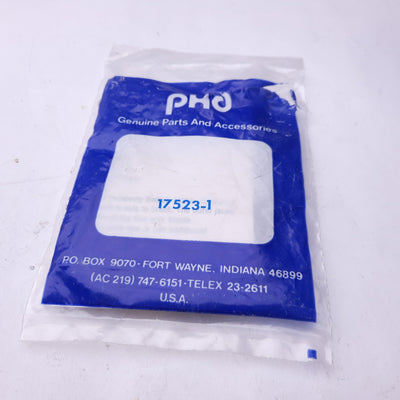 PHD
Genuine Parts And Accessories
17523-1
P.O. BOX 9070 · FORT WAYNE, INDIANA 46899
(AC 219) 747-6151 · TELEX 23-2611
U.S.A.